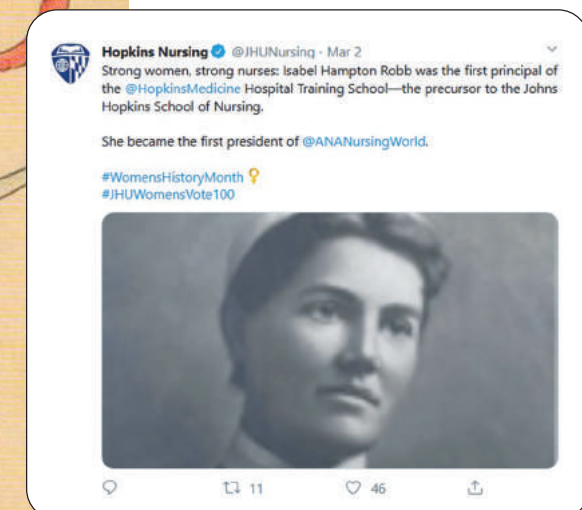 Hopkins Nursing @JHUNursing · Mar 2
Strong women, strong nurses: Isabel Hampton Robb was the first principal of
the @HopkinsMedicine Hospital Training School—the precursor to the Johns
Hopkins School of Nursing.
She became the first president of @ANANursingWorld.
#WomensHistoryMonth
#JHUWomensVote100
11 46